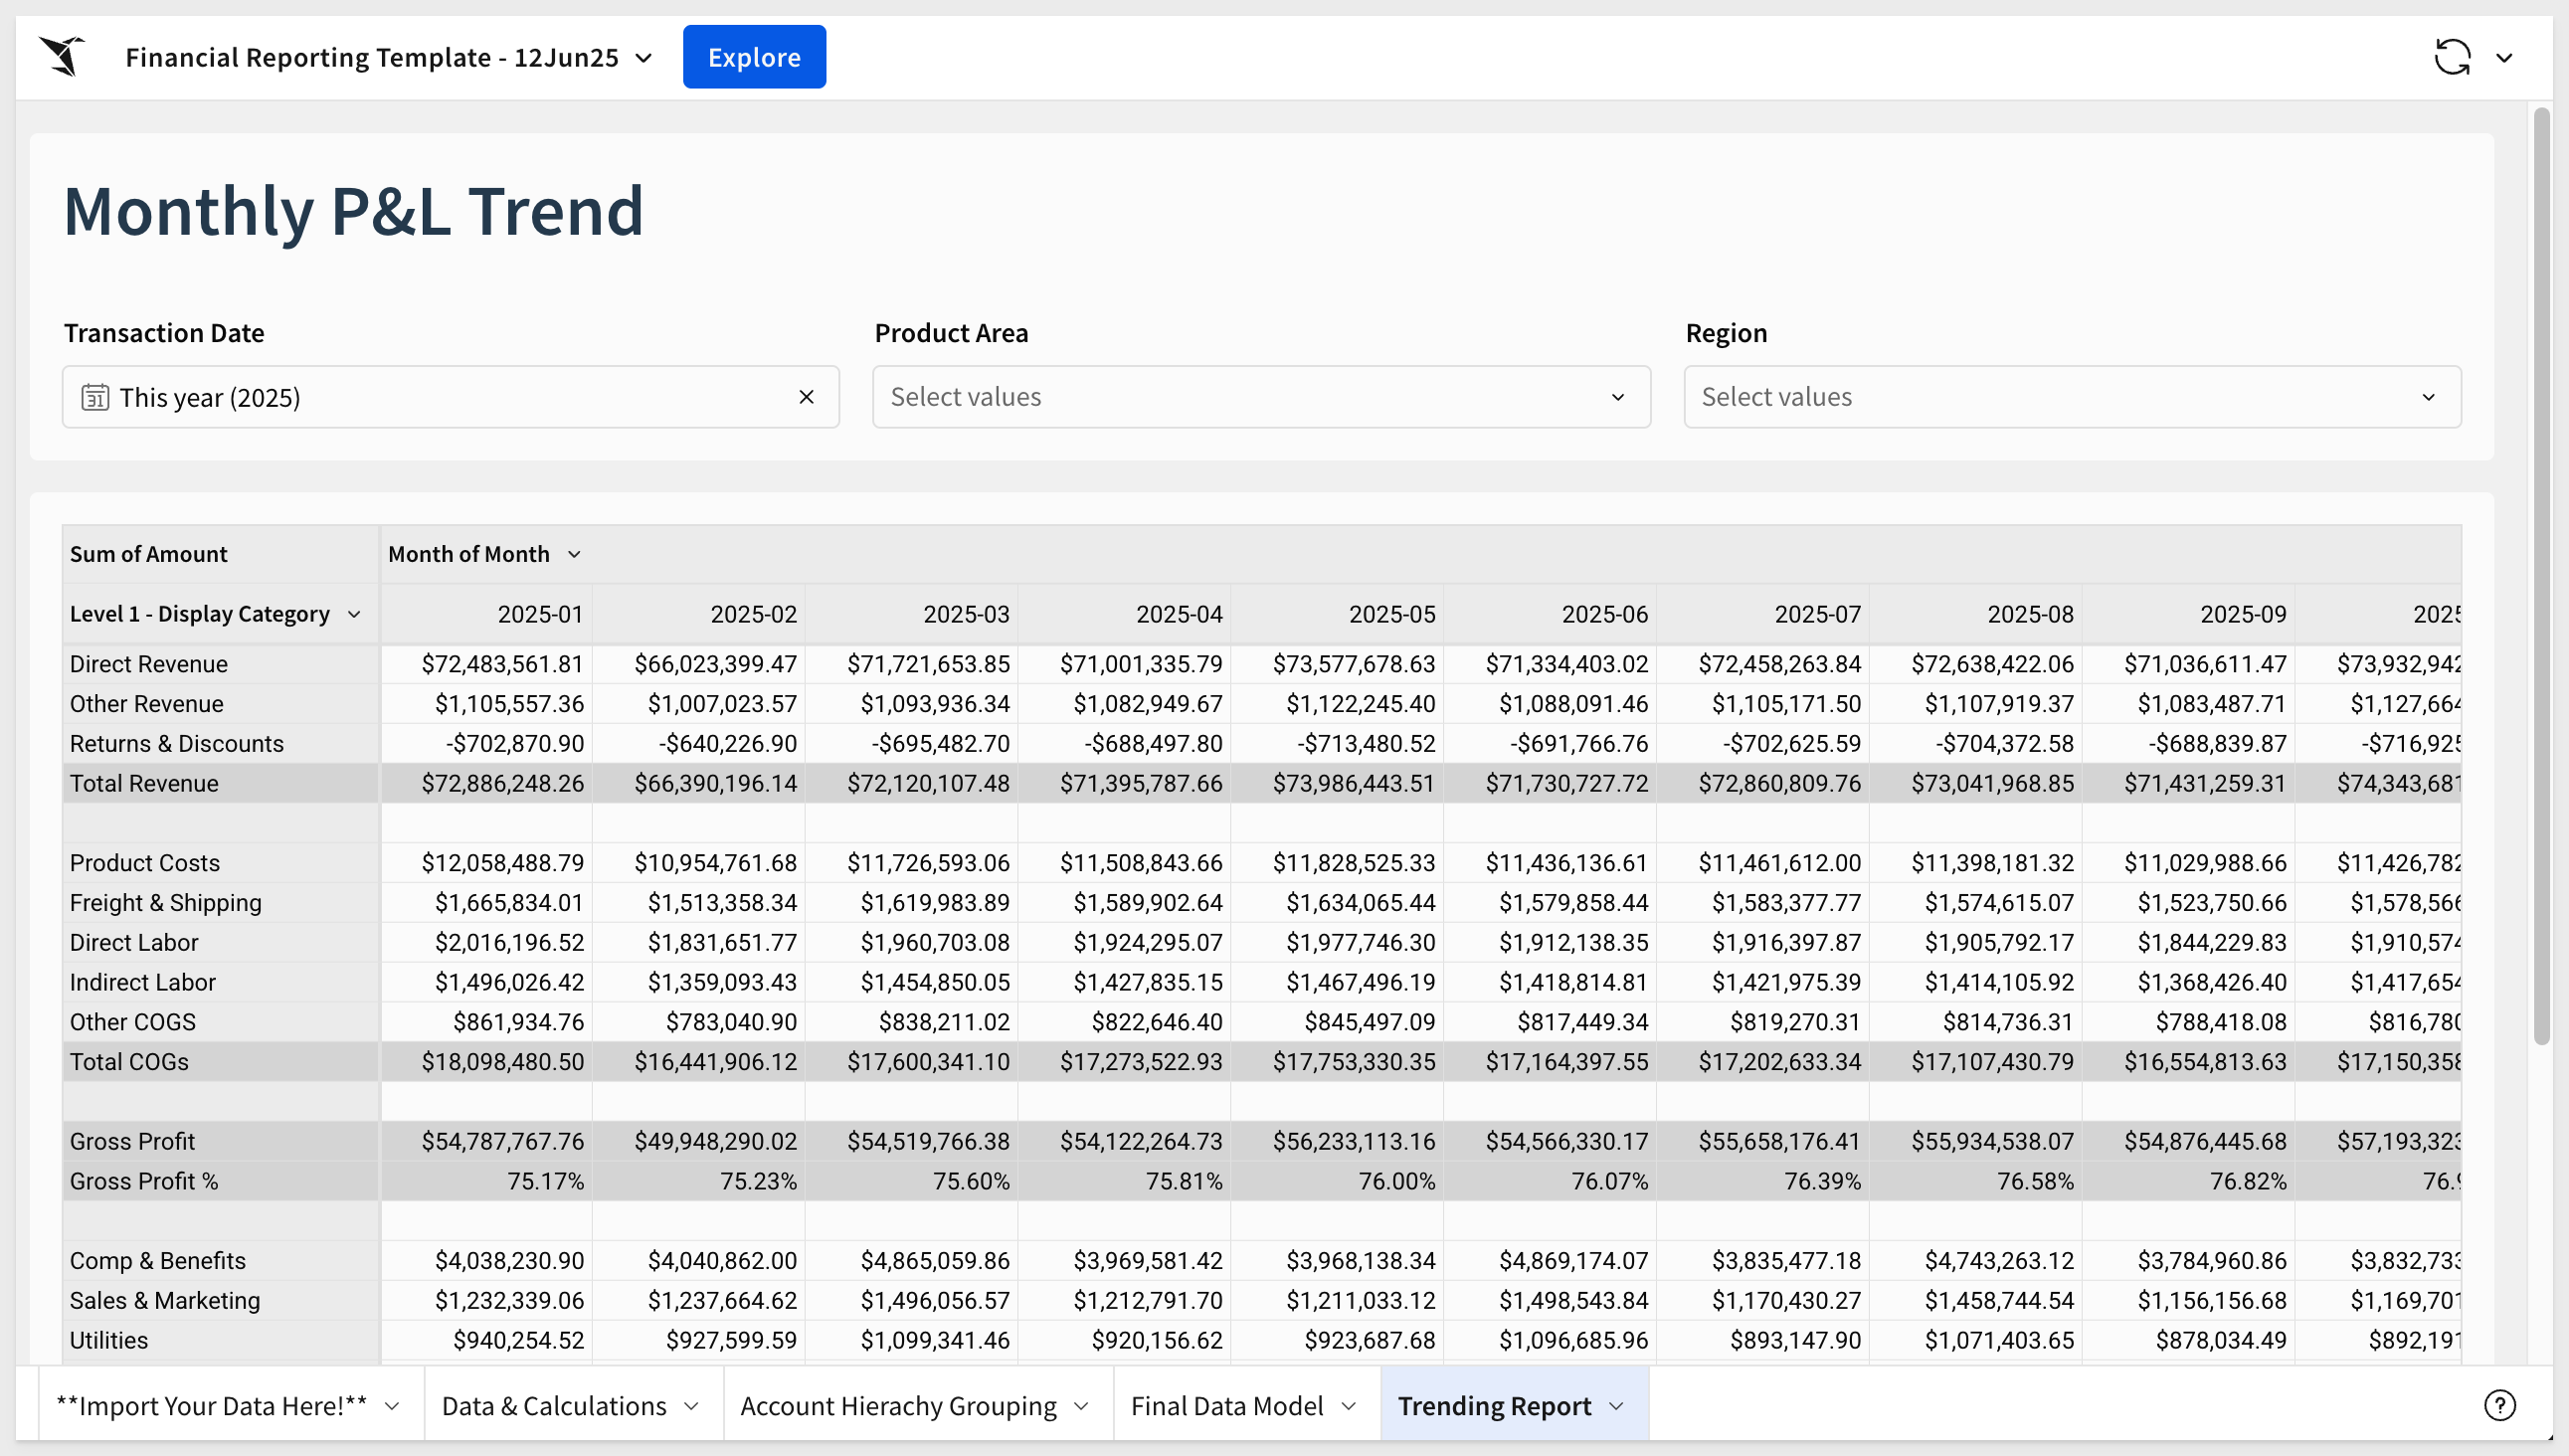 Financial Reporting Template - 12Jun25 Explore
Monthly P&L Trend
Transaction Date Product Area Region
31 This year (2025) Select values Select values
Sum of Amount Month of Month
Level 1 - Display Category 2025-01 2025-02 2025-03 2025-04 2025-05 2025-06 2025-07 2025-08 2025-09 2025
Direct Revenue $72,483,561.81 $66,023,399.47 $71,721,653.85 $71,001,335.79 $73,577,678.63 $71,334,403.02 $72,458,263.84 $72,638,422.06 $71,036,611.47 $73,932,942
Other Revenue $1,105,557.36 $1,007,023.57 $1,093,936.34 $1,082,949.67 $1,122,245.40 $1,088,091.46 $1,105,171.50 $1,107,919.37 $1,083,487.71 $1,127,664
Returns & Discounts -$702,870.90 -$640,226.90 -$695,482.70 -$688,497.80 -$713,480.52 -$691,766.76 -$702,625.59 -$704,372.58 -$688,839.87 -$716,925
Total Revenue $72,886,248.26 $66,390,196.14 $72,120,107.48 $71,395,787.66 $73,986,443.51 $71,730,727.72 $72,860,809.76 $73,041,968.85 $71,431,259.31 $74,343,681
Product Costs $12,058,488.79 $10,954,761.68 $11,726,593.06 $11,508,843.66 $11,828,525.33 $11,436,136.61 $11,461,612.00 $11,398,181.32 $11,029,988.66 $11,426,782
Freight & Shipping $1,665,834.01 $1,513,358.34 $1,619,983.89 $1,589,902.64 $1,634,065.44 $1,579,858.44 $1,583,377.77 $1,574,615.07 $1,523,750.66 $1,578,566
Direct Labor $2,016,196.52 $1,831,651.77 $1,960,703.08 $1,924,295.07 $1,977,746.30 $1,912,138.35 $1,916,397.87 $1,905,792.17 $1,844,229.83 $1,910,574
Indirect Labor $1,496,026.42 $1,359,093.43 $1,454,850.05 $1,427,835.15 $1,467,496.19 $1,418,814.81 $1,421,975.39 $1,414,105.92 $1,368,426.40 $1,417,654
Other COGS $861,934.76 $783,040.90 $838,211.02 $822,646.40 $845,497.09 $817,449.34 $819,270.31 $814,736.31 $788,418.08 $816,780
Total COGs $18,098,480.50 $16,441,906.12 $17,600,341.10 $17,273,522.93 $17,753,330.35 $17,164,397.55 $17,202,633.34 $17,107,430.79 $16,554,813.63 $17,150,358
Gross Profit $54,787,767.76 $49,948,290.02 $54,519,766.38 $54,122,264.73 $56,233,113.16 $54,566,330.17 $55,658,176.41 $55,934,538.07 $54,876,445.68 $57,193,323
Gross Profit % 75.17% 75.23% 75.60% 75.81% 76.00% 76.07% 76.39% 76.58% 76.82% 76.9
Comp & Benefits $4,038,230.90 $4,040,862.00 $4,865,059.86 $3,969,581.42 $3,968,138.34 $4,869,174.07 $3,835,477.18 $4,743,263.12 $3,784,960.86 $3,832,733
Sales & Marketing $1,232,339.06 $1,237,664.62 $1,496,056.57 $1,212,791.70 $1,211,033.12 $1,498,543.84 $1,170,430.27 $1,458,744.54 $1,156,156.68 $1,169,701
Utilities $940,254.52 $927,599.59 $1,099,341.46 $920,156.62 $923,687.68 $1,096,685.96 $893,147.90 $1,071,403.65 $878,034.49 $892,191
**Import Your Data Here!** Data & Calculations Account Hierachy Grouping Final Data Model Trending Report ?